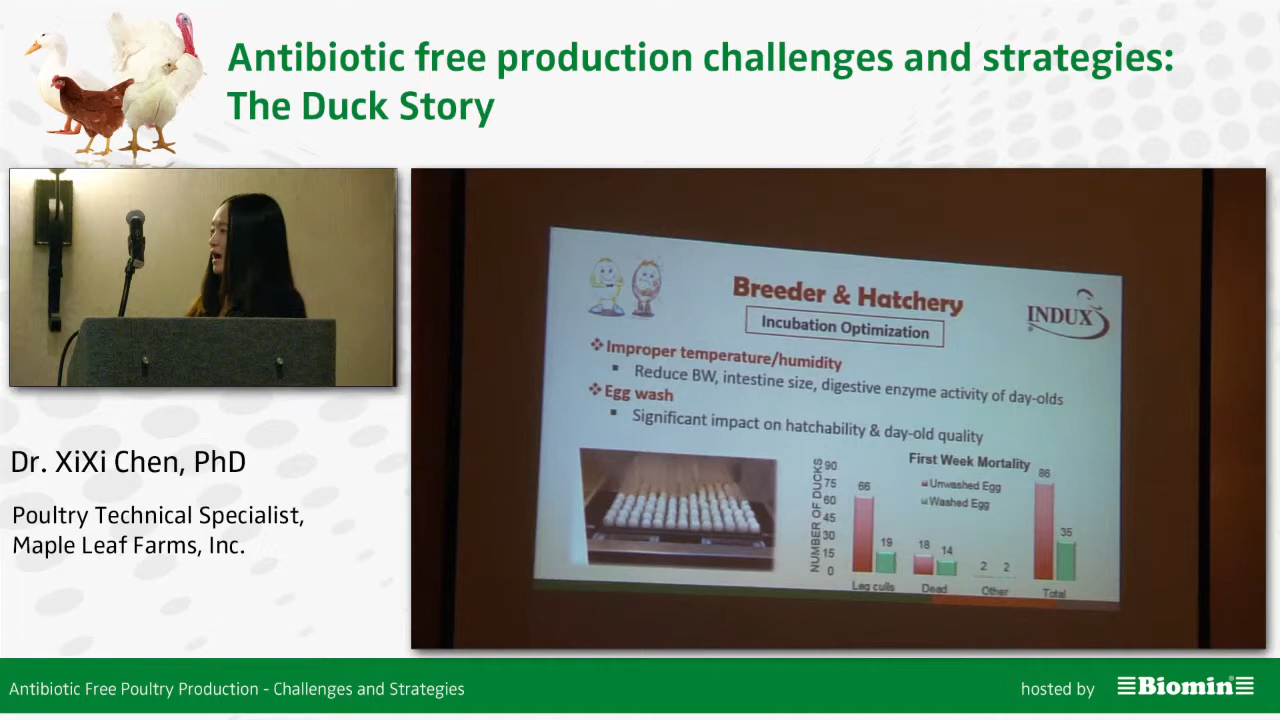 Antibiotic free production challenges and strategies:
The Duck Story
Breeder & Hatchery
Incubation Optimization
INDUX
®
❖ Improper temperature/humidity
▪ Reduce BW, intestine size, digestive enzyme activity of day-olds
❖ Egg wash
▪ Significant impact on hatchability & day-old quality
First Week Mortality
Unwashed Egg
Washed Egg
NUMBER OF DUCKS
90
75
60
45
30
15
0
66
19
18
14
2
2
86
35
Leg culls
Dead
Other
Total
Dr. XiXi Chen, PhD
Poultry Technical Specialist,
Maple Leaf Farms, Inc.
Antibiotic Free Poultry Production - Challenges and Strategies
hosted by
Biomin®